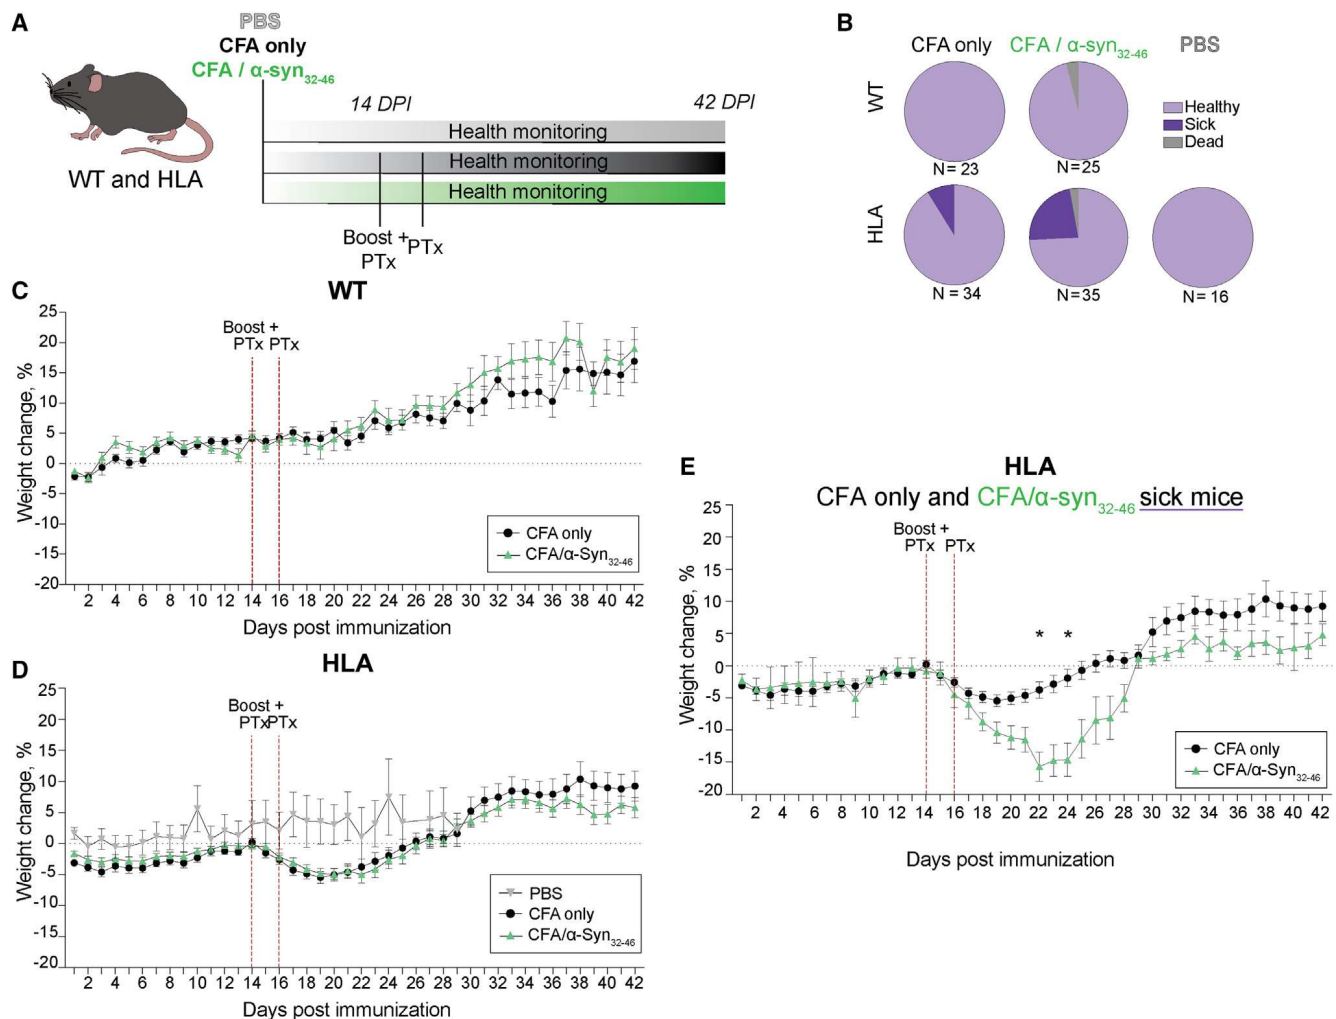 A
PBS
CFA only
CFA / α-syn32-46
14 DPI
42 DPI
Health monitoring
Health monitoring
Health monitoring
WT and HLA
Boost +
PTx
PTx
B
CFA only
CFA / α-syn32-46
PBS
WT
N= 23
N=25
Healthy
Sick
Dead
HLA
N = 34
N=35
N = 16
C
WT
Boost +
PTx
PTx
Weight change, %
25
20
15
10
5
0
-5
-10
-15
-20
CFA only
CFA/α-Syn32-46
2 4 6 8 10 12 14 16 18 20 22 24 26 28 30 32 34 36 38 40 42
Days post immunization
D
HLA
Boost +
PTx
PTx
Weight change, %
25
20
15
10
5
0
-5
-10
-15
-20
PBS
CFA only
CFA/α-Syn32-46
2 4 6 8 10 12 14 16 18 20 22 24 26 28 30 32 34 36 38 40 42
Days post immunization
E
HLA
CFA only and CFA/α-syn32-46 sick mice
Boost +
PTx
PTx
* *
Weight change, %
25
20
15
10
5
0
-5
-10
-15
-20
CFA only
CFA/α-Syn32-46
2 4 6 8 10 12 14 16 18 20 22 24 26 28 30 32 34 36 38 40 42
Days post immunization